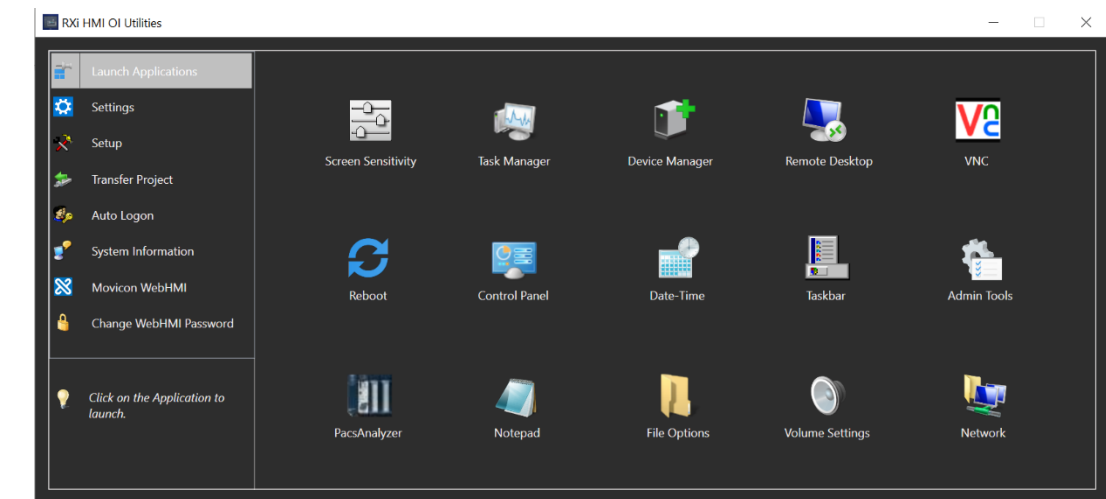 RXi HMI OI Utilities
Launch Applications
Settings
Setup
Transfer Project
Auto Logon
System Information
Movicon WebHMI
Change WebHMI Password
Click on the Application to
launch.
Screen Sensitivity
Task Manager
Device Manager
Remote Desktop
VNC
Reboot
Control Panel
Date-Time
Taskbar
Admin Tools
PacsAnalyzer
Notepad
File Options
Volume Settings
Network